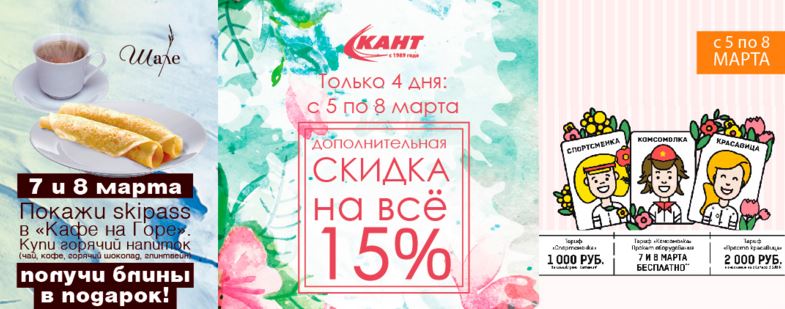 Шале
7 и 8 марта
Покажи skipass
в «Кафе на Горе».
Купи горячий напиток
(чай, кофе, горячий шоколад, глинтвейн)
получи блины
в подарок!
КАНТ
с 1989 года
Только 4 дня:
с 5 по 8 марта
дополнительная
СКИДКА
на всё
15%
с 5 по 8
МАРТА
СПОРТСМЕНКА
КОМСОМОЛКА
КРАСАВИЦА
Тариф
«Спортсменка»
1 000 РУБ.
Тариф «Комсомолка»
Прокат оборудования
7 И 8 МАРТА
БЕСПЛАТНО**
Тариф
«Просто красавица»
2 000 РУБ.